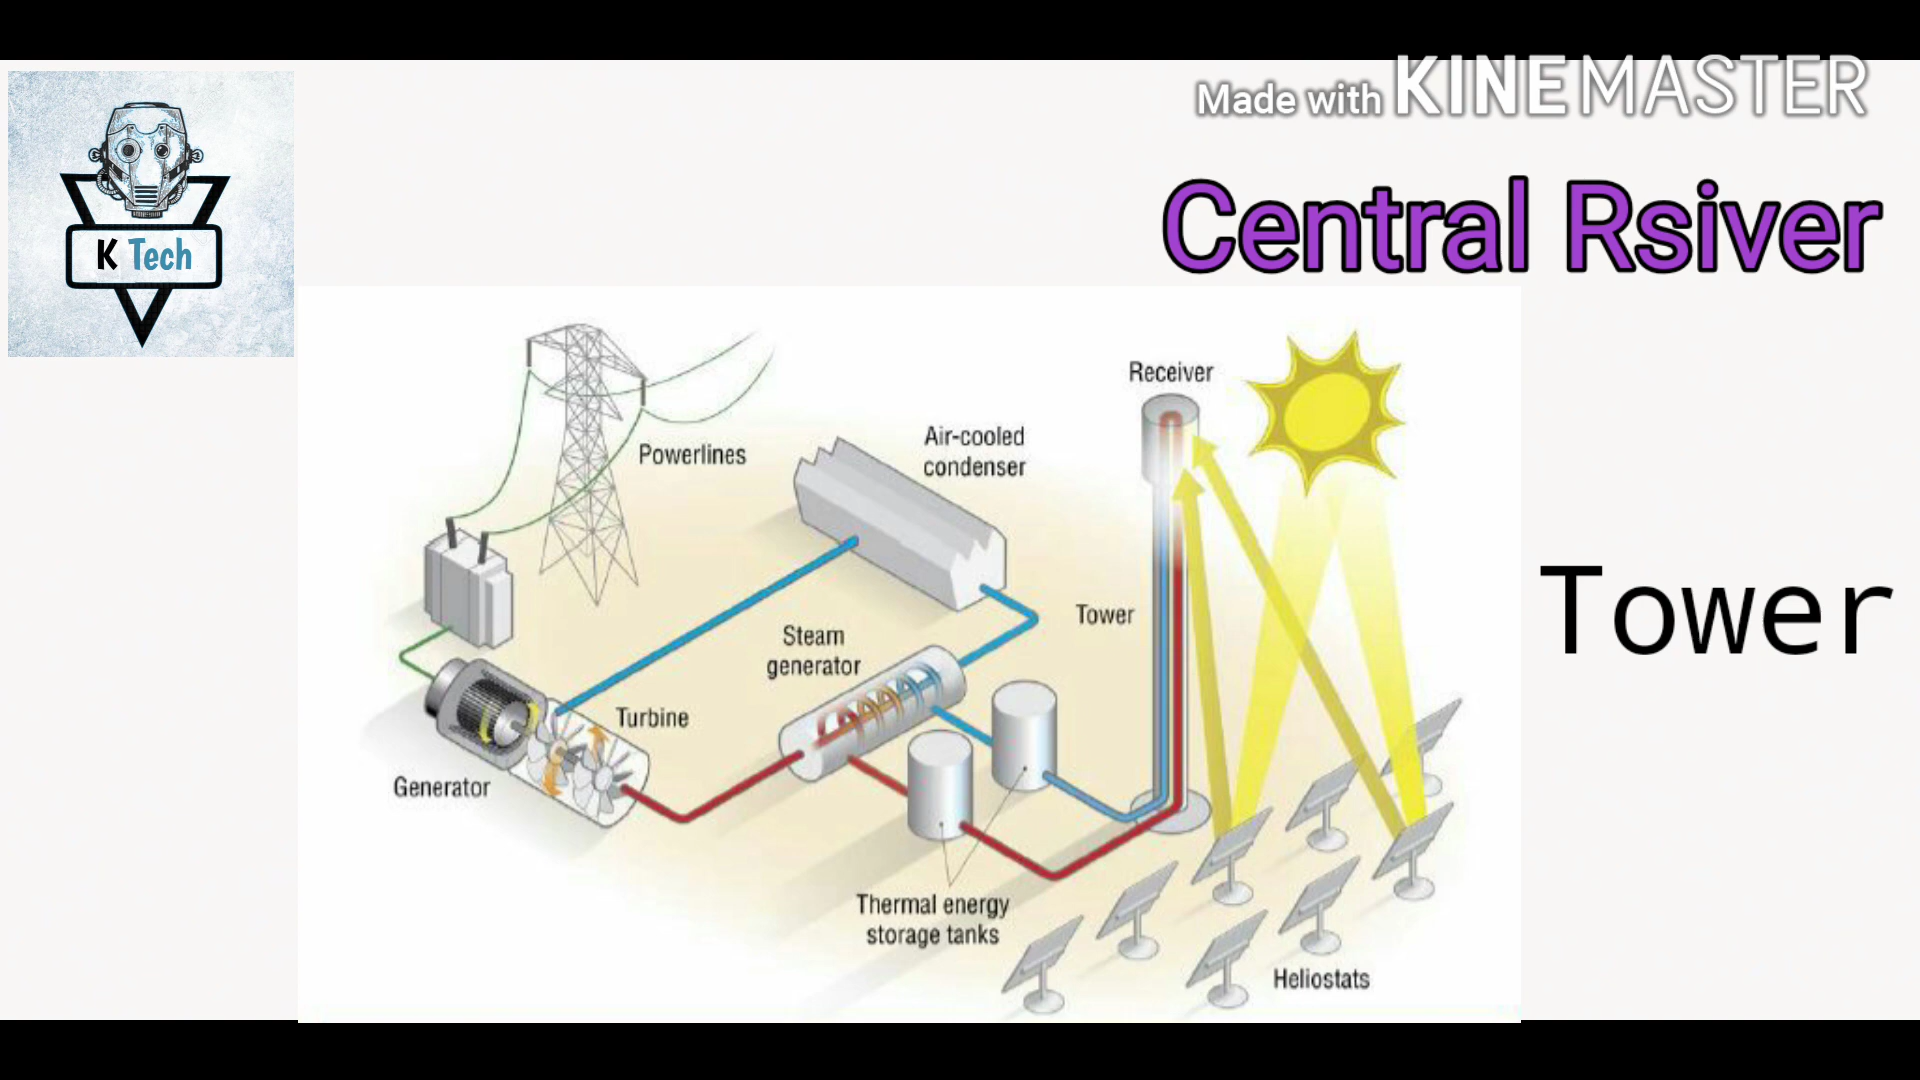 Made with KINEMASTER
K Tech
Central Rsiver
Receiver
Air-cooled
condenser
Powerlines
Tower
Tower
Steam
generator
Turbine
Generator
Thermal energy
storage tanks
Heliostats